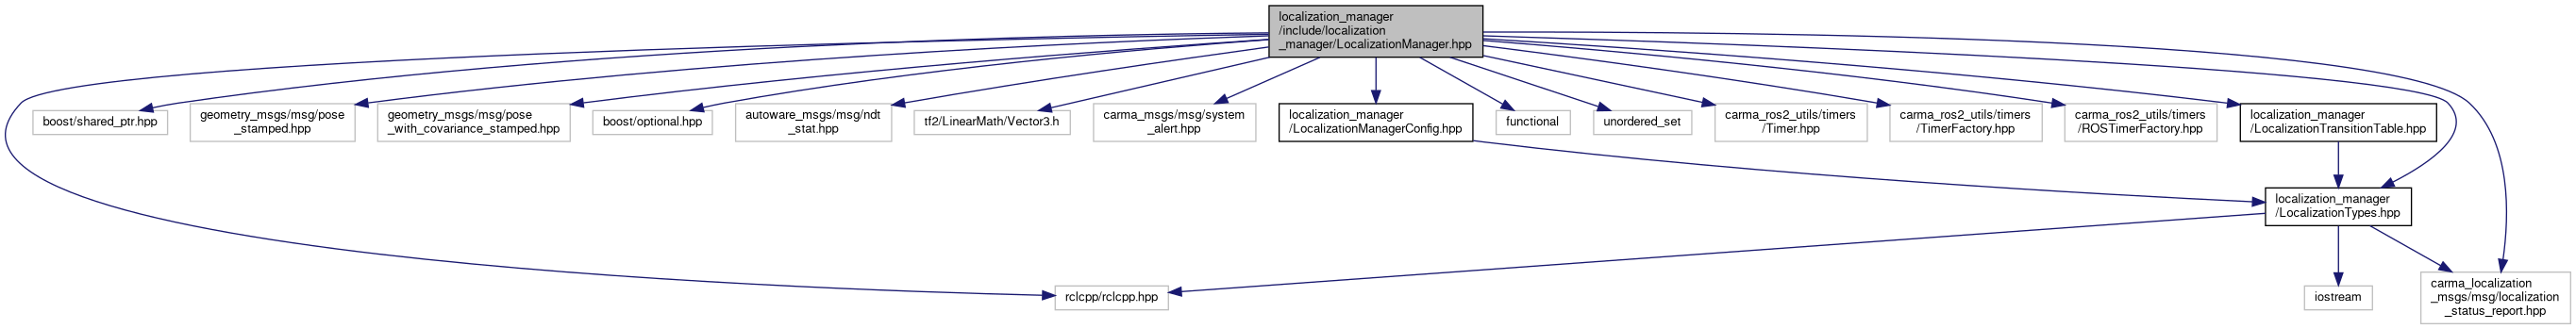 localization_manager
/include/localization
_manager/LocalizationManager.hpp
boost/shared_ptr.hpp
geometry_msgs/msg/pose
_stamped.hpp
geometry_msgs/msg/pose
_with_covariance_stamped.hpp
boost/optional.hpp
autoware_msgs/msg/ndt
_stat.hpp
tf2/LinearMath/Vector3.h
carma_msgs/msg/system
_alert.hpp
localization_manager
/LocalizationManagerConfig.hpp
functional
unordered_set
carma_ros2_utils/timers
/Timer.hpp
carma_ros2_utils/timers
/TimerFactory.hpp
carma_ros2_utils/timers
/ROSTimerFactory.hpp
localization_manager
/LocalizationTransitionTable.hpp
localization_manager
/LocalizationTypes.hpp
rclcpp/rclcpp.hpp
iostream
carma_localization
_msgs/msg/localization
_status_report.hpp